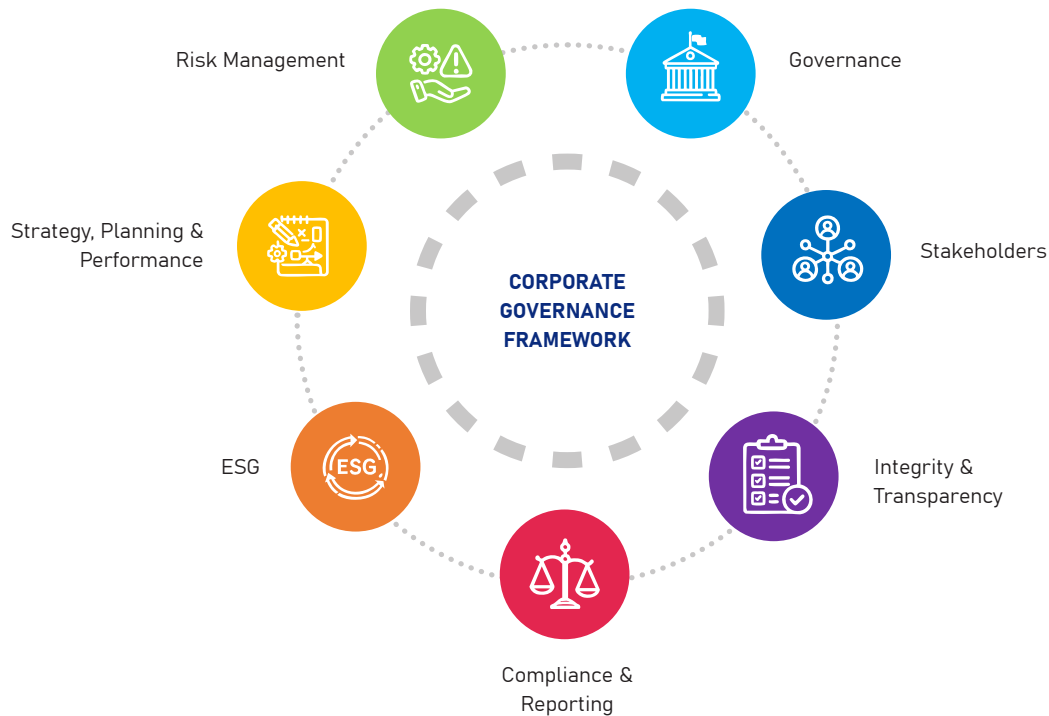 Risk Management
Governance
Strategy, Planning &
Performance
Stakeholders
CORPORATE
GOVERNANCE
FRAMEWORK
ESG
ESG
Integrity &
Transparency
Compliance &
Reporting